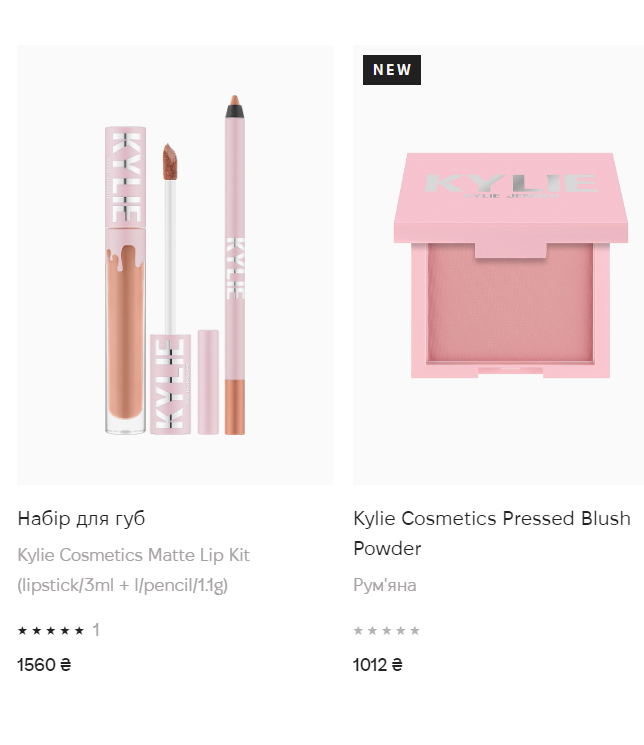 NEW
KYLIE
KYLIE
KYLIE
KYLIE
KYLIE JENNER
Набір для губ
Kylie Cosmetics Matte Lip Kit
(lipstick/3ml + l/pencil/1.1g)
★★★★★ 1
1560 ₴
Kylie Cosmetics Pressed Blush
Powder
Рум'яна
★★★★★
1012 ₴